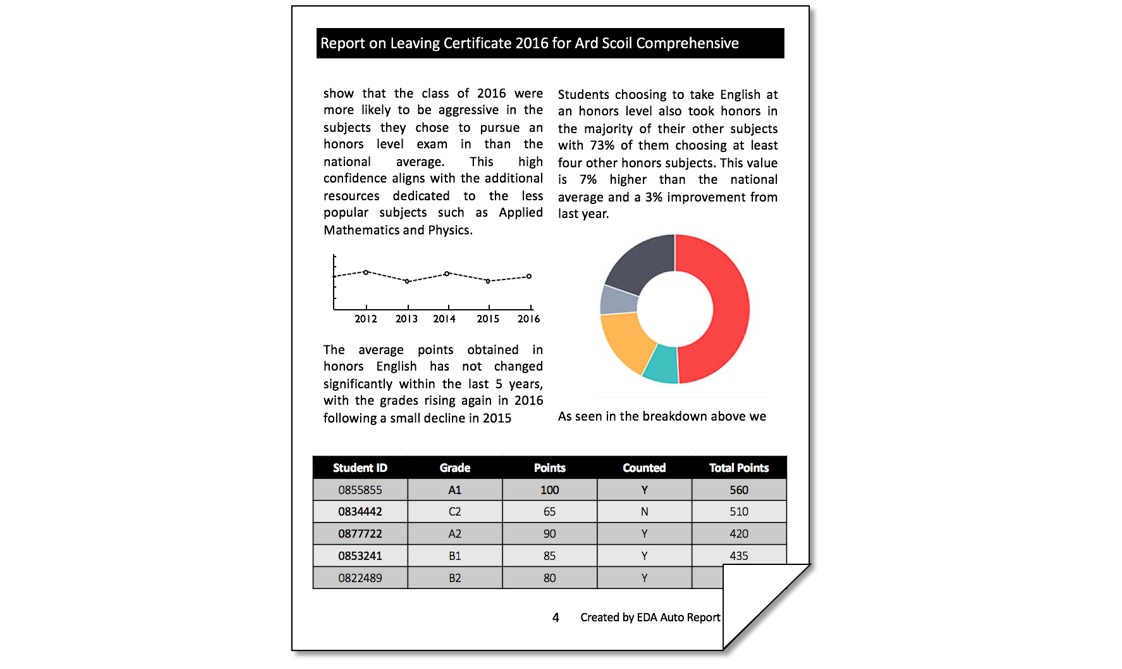 Report on Leaving Certificate 2016 for Ard Scoil Comprehensive
show that the class of 2016 were
more likely to be aggressive in the
subjects they chose to pursue an
honors level exam in than the
national average. This high
confidence aligns with the additional
resources dedicated to the less
popular subjects such as Applied
Mathematics and Physics.
2012 2013 2014 2015 2016
The average points obtained in
honors English has not changed
significantly within the last 5 years,
with the grades rising again in 2016
following a small decline in 2015
Students choosing to take English at
an honors level also took honors in
the majority of their other subjects
with 73% of them choosing at least
four other honors subjects. This value
is 7% higher than the national
average and a 3% improvement from
last year.
As seen in the breakdown above we
Student ID Grade Points Counted Total Points
0855855 A1 100 Y 560
0834442 C2 65 N 510
0877722 A2 90 Y 420
0853241 B1 85 Y 435
0822489 B2 80 Y
4 Created by EDA Auto Report